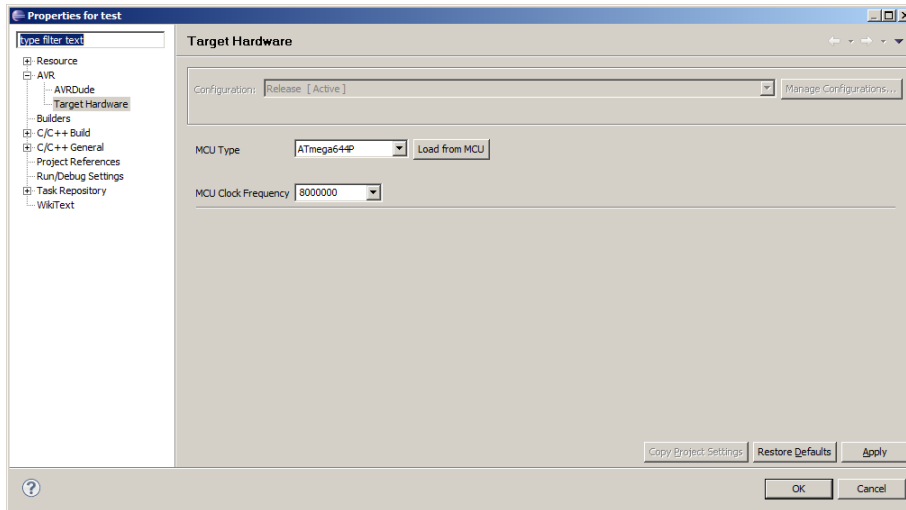 Properties for test
type filter text
Resource
AVR
AVRDude
Target Hardware
Builders
C/C++ Build
C/C++ General
Project References
Run/Debug Settings
Task Repository
WikiText
Target Hardware
Configuration: Release [ Active ] Manage Configurations...
MCU Type ATmega644P Load from MCU
MCU Clock Frequency 8000000
Copy Project Settings Restore Defaults Apply
? OK Cancel